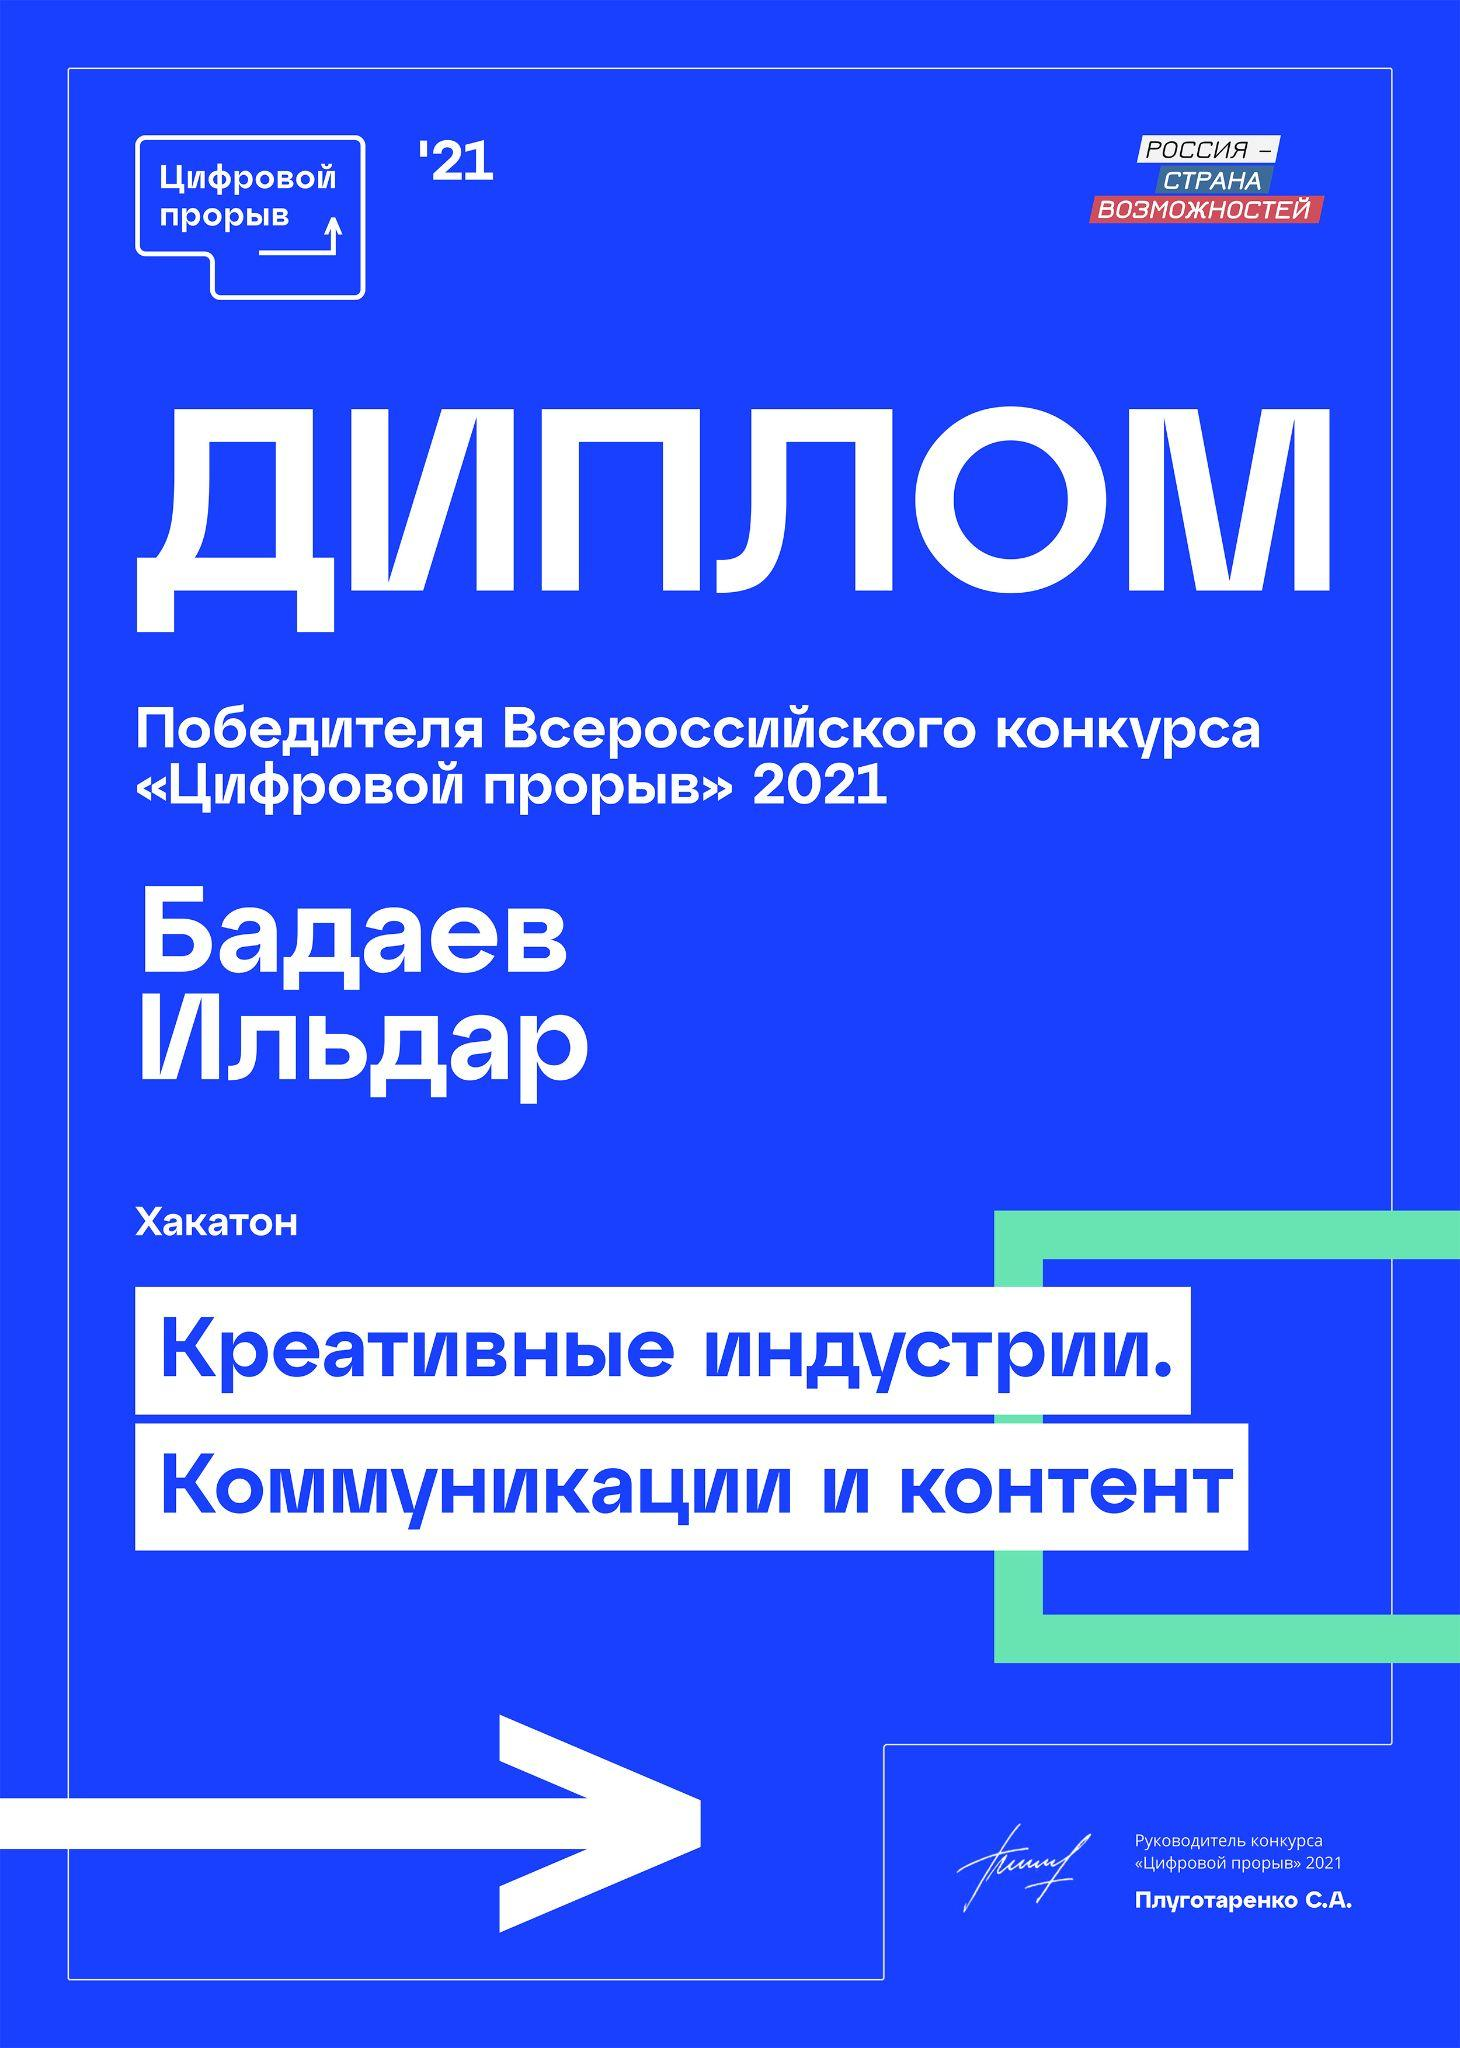 Цифровой
прорыв
'21
РОССИЯ –
СТРАНА
ВОЗМОЖНОСТЕЙ
ДИПЛОМ
Победителя Всероссийского конкурса
«Цифровой прорыв» 2021
Бадаев
Ильдар
Хакатон
Креативные индустрии.
Коммуникации и контент
Руководитель конкурса
«Цифровой прорыв» 2021
Плуготаренко С.А.